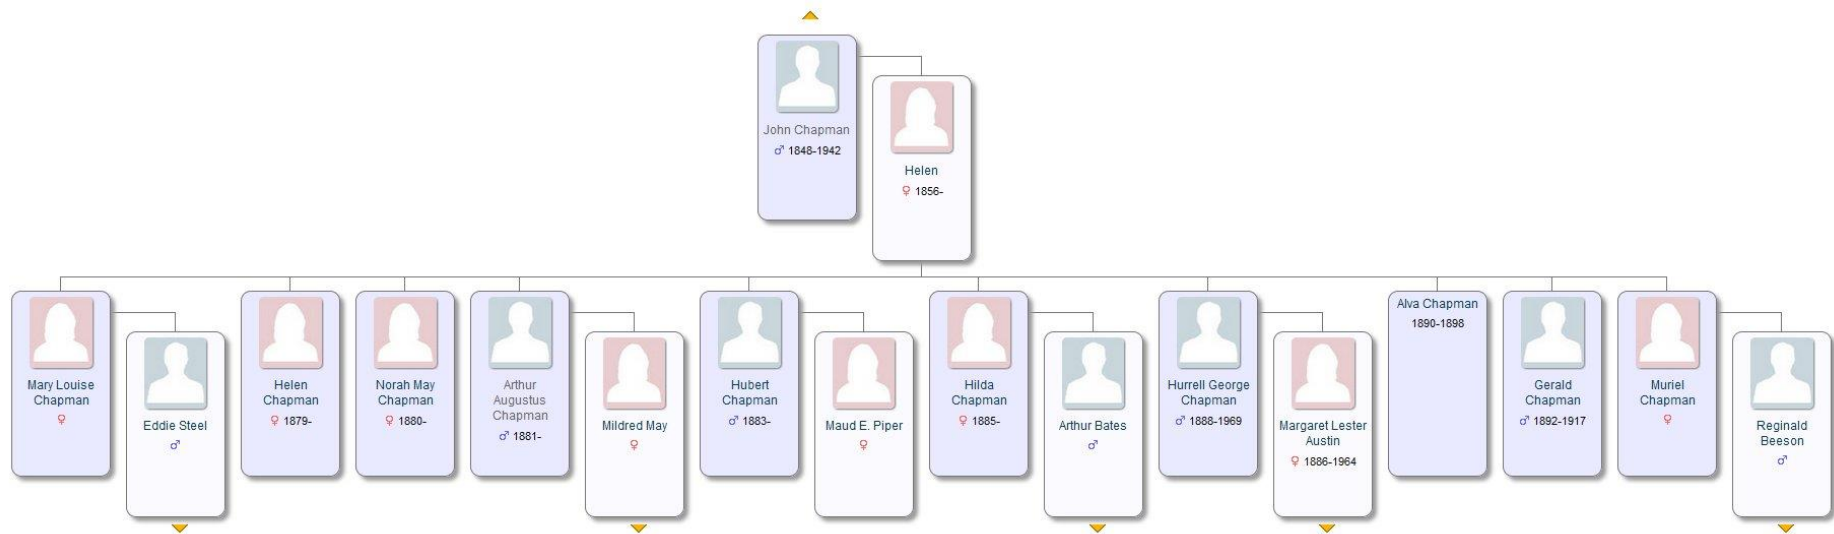 John Chapman
♂ 1848-1942
Helen
♀ 1856-
Mary Louise
Chapman
♀
Eddie Steel
♂
Helen
Chapman
♀ 1879-
Norah May
Chapman
♀ 1880-
Arthur
Augustus
Chapman
♂ 1881-
Mildred May
♀
Hubert
Chapman
♂ 1883-
Maud E. Piper
♀
Hilda
Chapman
♀ 1885-
Arthur Bates
♂
Hurrell George
Chapman
♂ 1888-1969
Margaret Lester
Austin
♀ 1886-1964
Alva Chapman
1890-1898
Gerald
Chapman
♂ 1892-1917
Muriel
Chapman
♀
Reginald
Beeson
♂